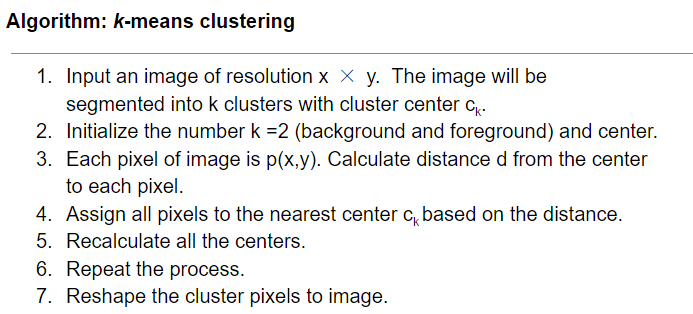 Algorithm: k-means clustering
1. Input an image of resolution x × y. The image will be
segmented into k clusters with cluster center cₖ.
2. Initialize the number k =2 (background and foreground) and center.
3. Each pixel of image is p(x,y). Calculate distance d from the center
to each pixel.
4. Assign all pixels to the nearest center cₖ based on the distance.
5. Recalculate all the centers.
6. Repeat the process.
7. Reshape the cluster pixels to image.